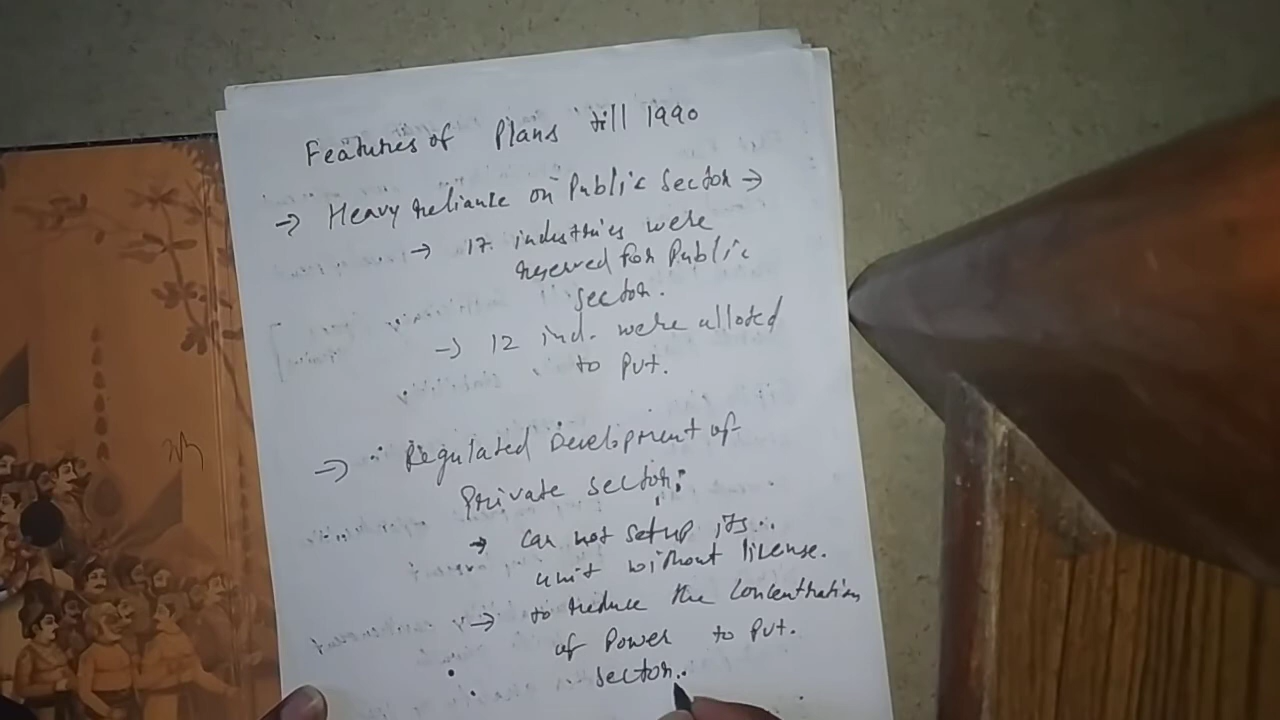 Features of Plans till 1990
→ Heavy reliance on Public sector →
→ 17. industries were
reserved for Public
sector.
→ 12 ind. were alloted
to Pvt.
→ Regulated Development of
Private sector:
→ Can not setup its..
unit without license.
→ to reduce the concentration
of Power to Pvt.
sector..